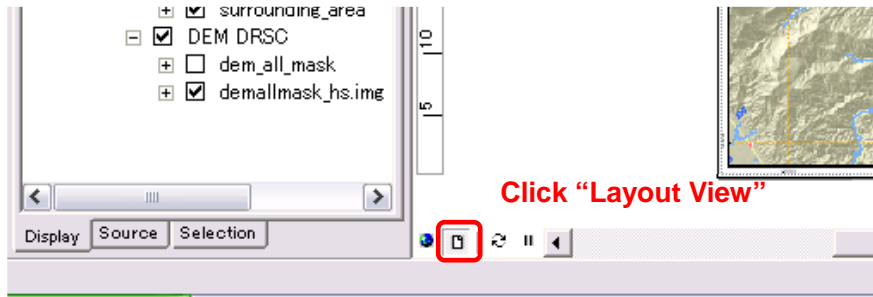 surrounding_area
DEM DRSC
dem_all_mask
demallmask_hs.img
10
5
Click “Layout View”
Display Source Selection